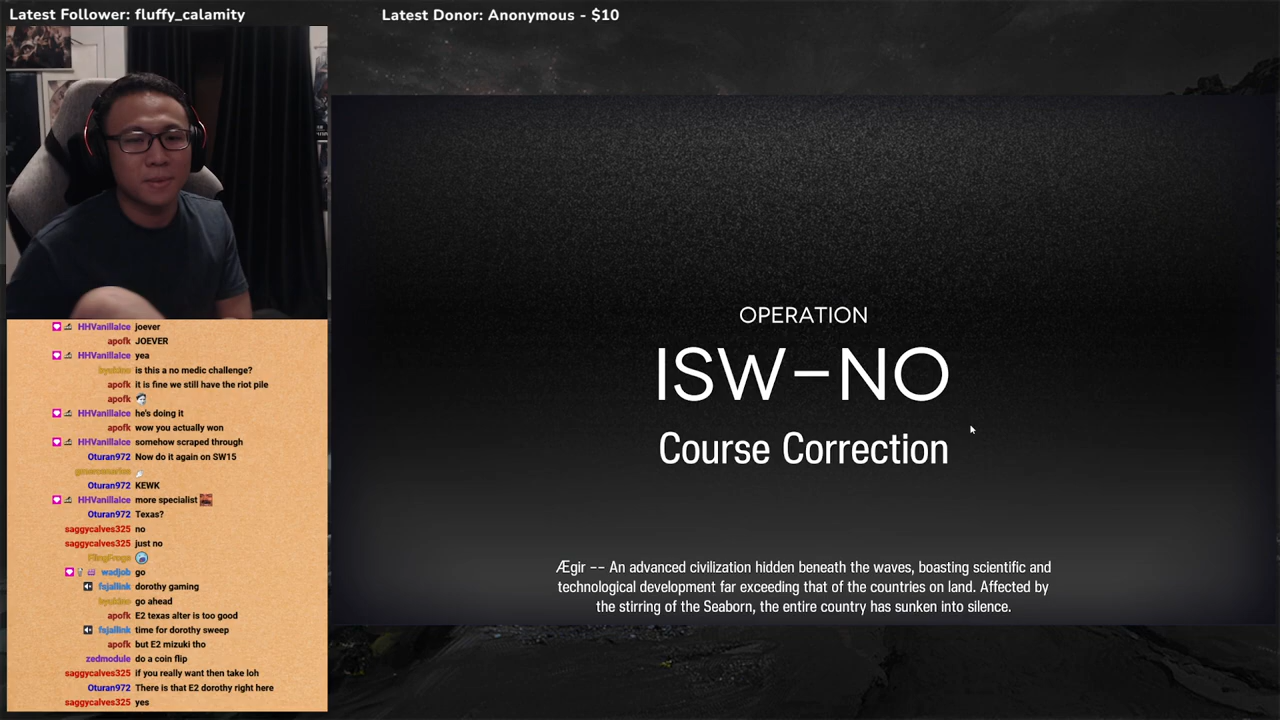 Latest Follower: fluffy_calamity
Latest Donor: Anonymous - $10
HHVanillaIce joever
apofk JOEVER
HHVanillaIce yea
is this a no medic challenge?
apofk it is fine we still have the riot pile
apofk
HHVanillaIce he's doing it
apofk wow you actually won
HHVanillaIce somehow scraped through
Oturan972 Now do it again on SW15
Oturan972 KEKW
HHVanillaIce more specialist
Oturan972 Texas?
saggycalves325 no
saggycalves325 just no
FlingFrogs
wadjob go
fsjallink dorothy gaming
go ahead
apofk E2 texas alter is too good
fsjallink time for dorothy sweep
apofk but E2 mizuki tho
zedmodule do a coin flip
saggycalves325 if you really want then take loh
Oturan972 There is that E2 dorothy right here
saggycalves325 yes
OPERATION
ISW-NO
Course Correction
Ægir -- An advanced civilization hidden beneath the waves, boasting scientific and
technological development far exceeding that of the countries on land. Affected by
the stirring of the Seaborn, the entire country has sunken into silence.